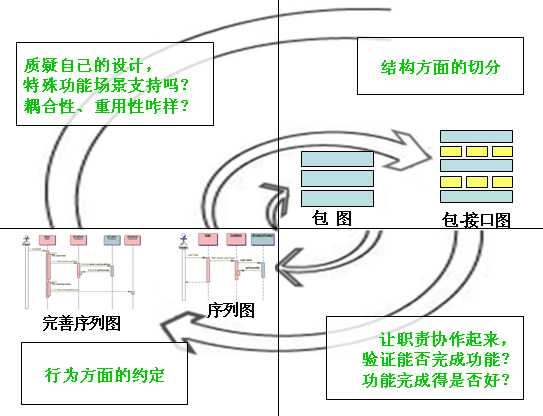 质疑自己的设计，
特殊功能场景支持吗？
耦合性、重用性咋样？
结构方面的切分
包 图
包-接口图
完善序列图
序列图
行为方面的约定
让职责协作起来，
验证能否完成功能？
功能完成得是否好？